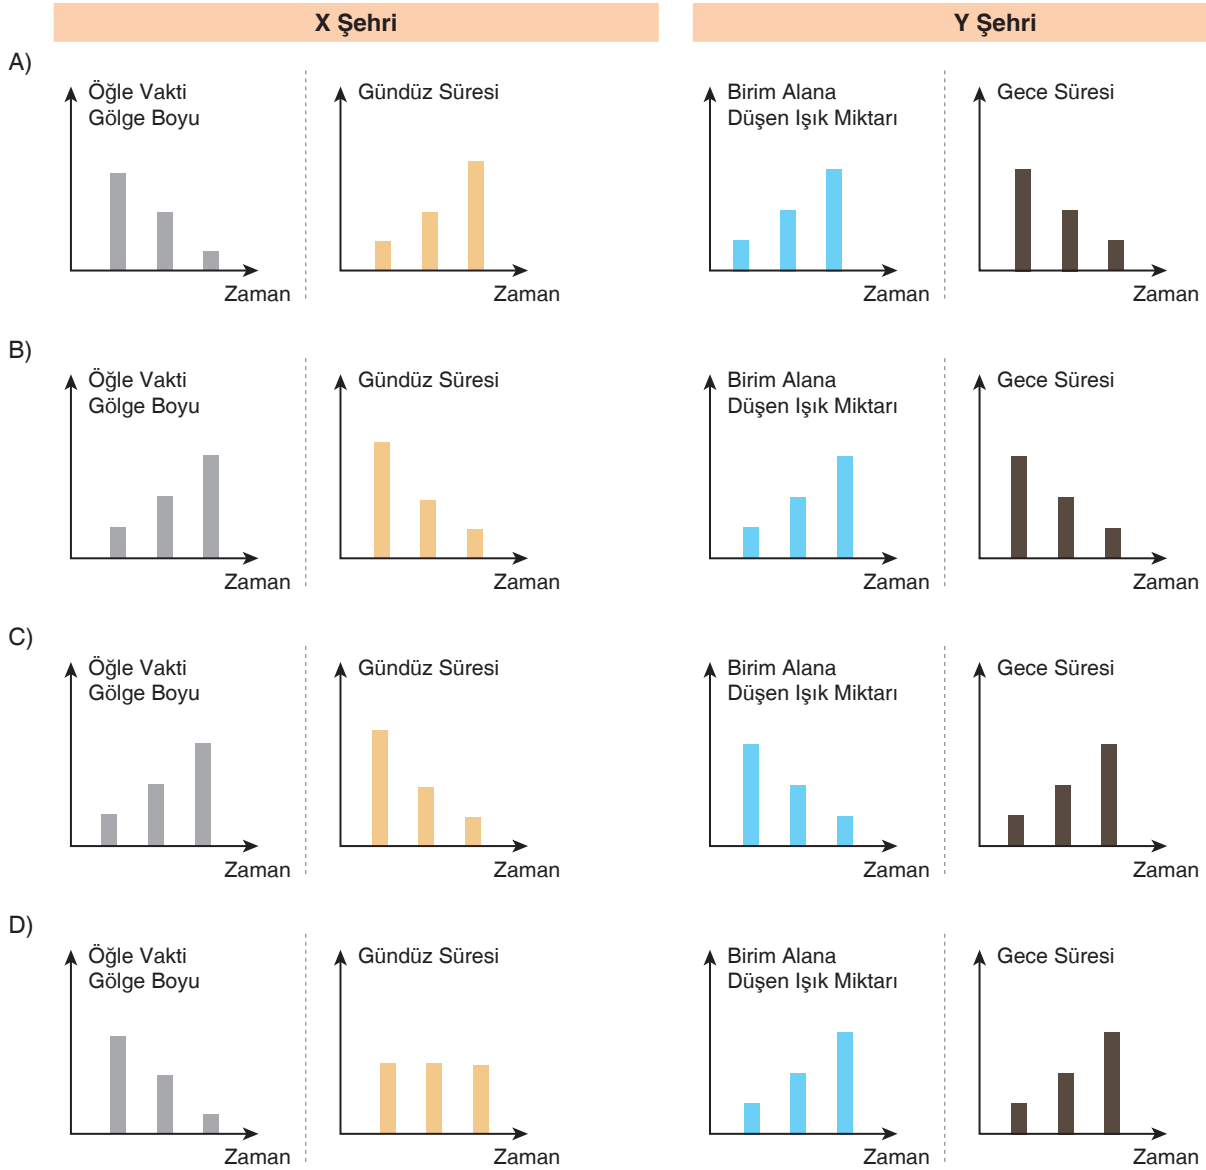 X Şehri
Y Şehri
A)
Öğle Vakti
Gölge Boyu
Zaman
Gündüz Süresi
Zaman
Birim Alana
Düşen Işık Miktarı
Zaman
Gece Süresi
Zaman
B)
Öğle Vakti
Gölge Boyu
Zaman
Gündüz Süresi
Zaman
Birim Alana
Düşen Işık Miktarı
Zaman
Gece Süresi
Zaman
C)
Öğle Vakti
Gölge Boyu
Zaman
Gündüz Süresi
Zaman
Birim Alana
Düşen Işık Miktarı
Zaman
Gece Süresi
Zaman
D)
Öğle Vakti
Gölge Boyu
Zaman
Gündüz Süresi
Zaman
Birim Alana
Düşen Işık Miktarı
Zaman
Gece Süresi
Zaman